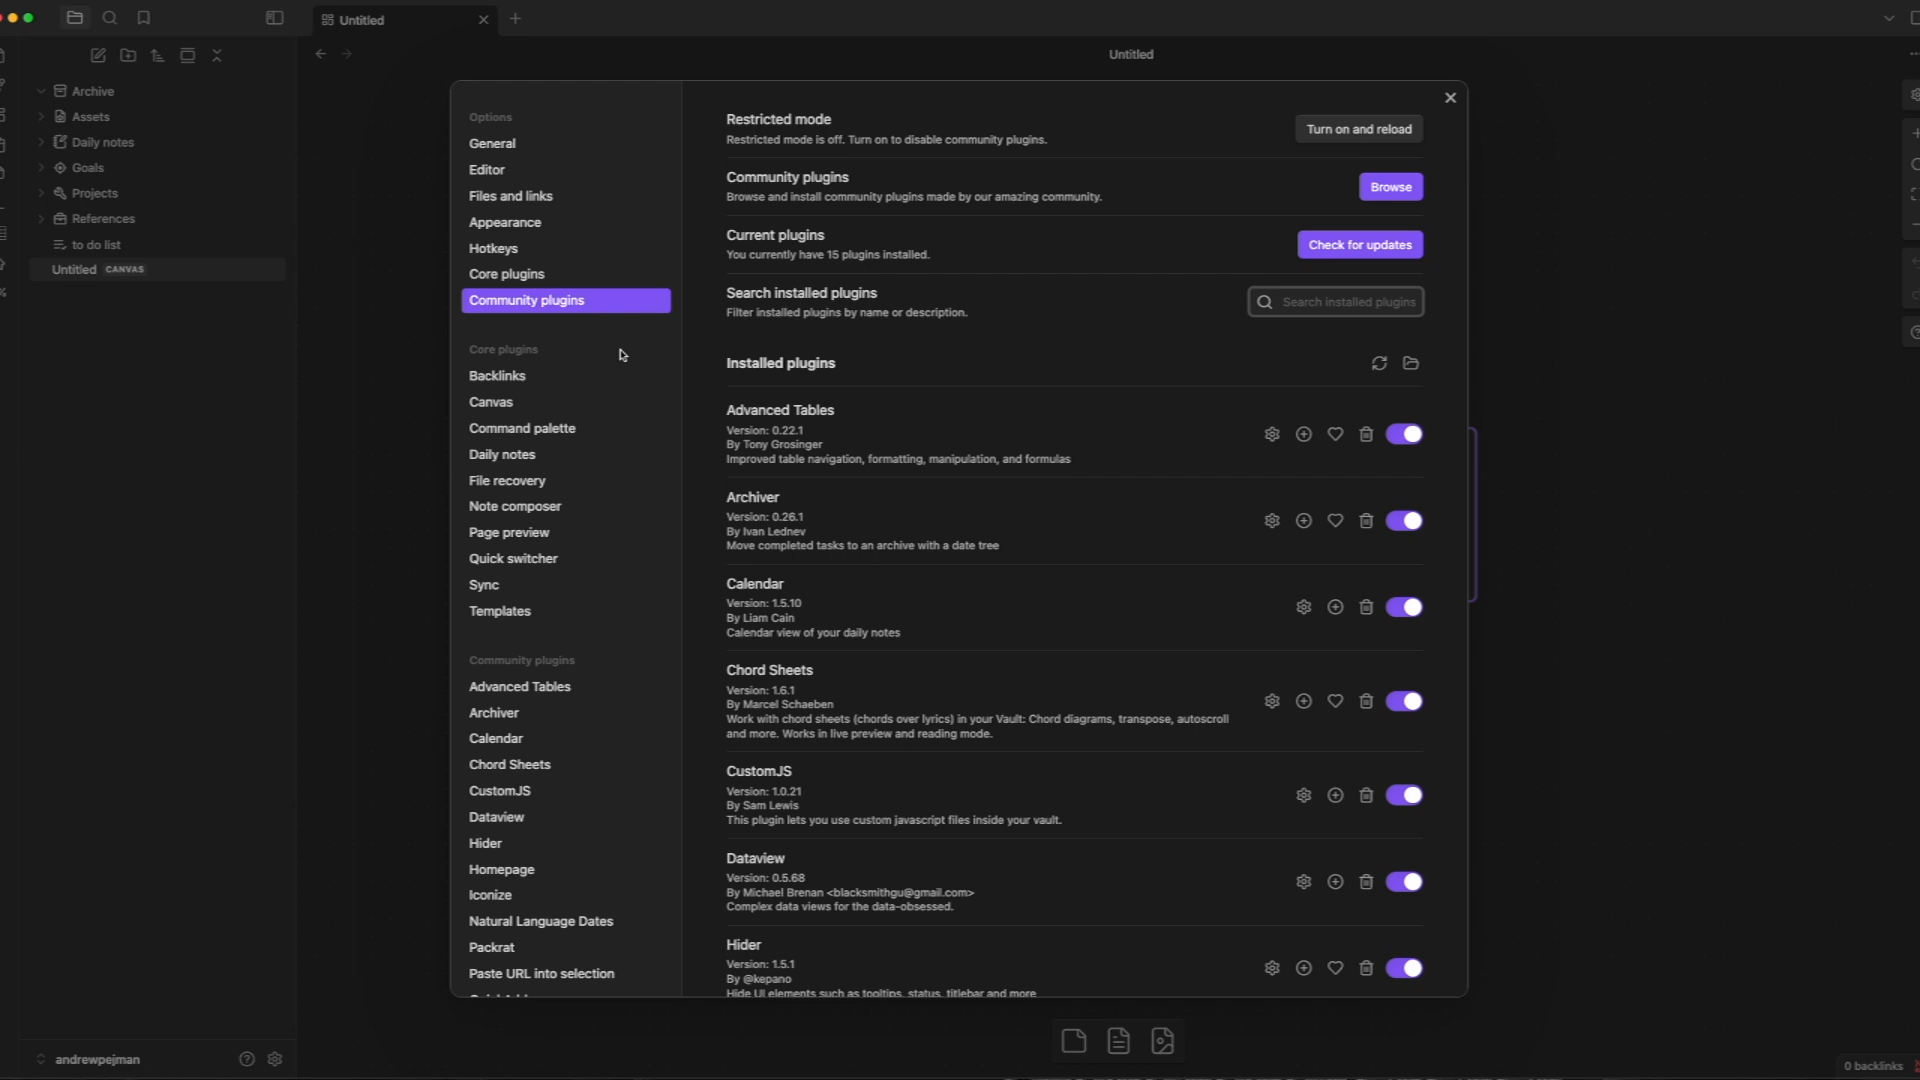 Untitled
Untitled
Archive
Assets
Daily notes
Goals
Projects
References
to do list
Untitled CANVAS
andrewpejman
Options
General
Editor
Files and links
Appearance
Hotkeys
Core plugins
Community plugins
Core plugins
Backlinks
Canvas
Command palette
Daily notes
File recovery
Note composer
Page preview
Quick switcher
Sync
Templates
Community plugins
Advanced Tables
Archiver
Calendar
Chord Sheets
CustomJS
Dataview
Hider
Homepage
Iconize
Natural Language Dates
Packrat
Paste URL into selection
Restricted mode
Restricted mode is off. Turn on to disable community plugins.
Turn on and reload
Community plugins
Browse and install community plugins made by our amazing community.
Browse
Current plugins
You currently have 15 plugins installed.
Check for updates
Search installed plugins
Filter installed plugins by name or description.
Search installed plugins
Installed plugins
Advanced Tables
Version: 0.22.1
By Tony Grosinger
Improved table navigation, formatting, manipulation, and formulas
Archiver
Version: 0.26.1
By Ivan Lednev
Move completed tasks to an archive with a date tree
Calendar
Version: 1.5.10
By Liam Cain
Calendar view of your daily notes
Chord Sheets
Version: 1.6.1
By Marcel Schaeben
Work with chord sheets (chords over lyrics) in your Vault: Chord diagrams, transpose, autoscroll
and more. Works in live preview and reading mode.
CustomJS
Version: 1.0.21
By Sam Lewis
This plugin lets you use custom javascript files inside your vault.
Dataview
Version: 0.5.68
By Michael Brenan <blacksmithgu@gmail.com>
Complex data views for the data-obsessed.
Hider
Version: 1.5.1
By @kepano
Hide UI elements such as tooltips, status, titlebar and more
0 backlinks